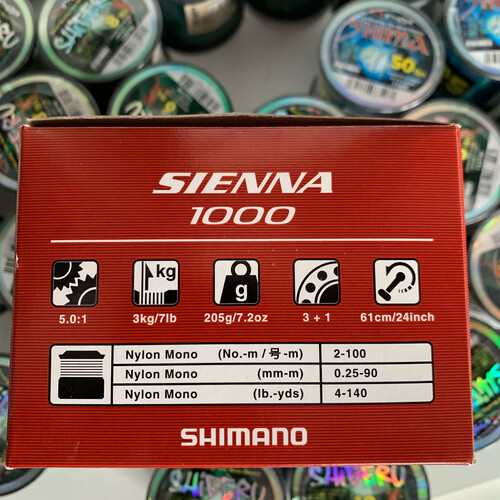 SIENNA
1000
kg
g
5.0:1
3kg/7lb
205g/7.2oz
3 + 1
61cm/24inch
Nylon Mono (No.-m / 号-m) 2-100
Nylon Mono (mm-m) 0.25-90
Nylon Mono (lb.-yds) 4-140
SHIMANO